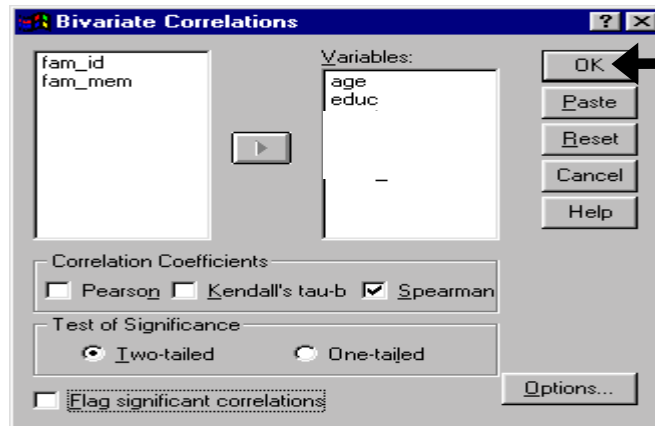 Bivariate Correlations
fam_id
fam_mem
Variables:
age
educ
OK
Paste
Reset
Cancel
Help
Correlation Coefficients
Pearson Kendall's tau-b Spearman
Test of Significance
Two-tailed One-tailed
Flag significant correlations
Options...